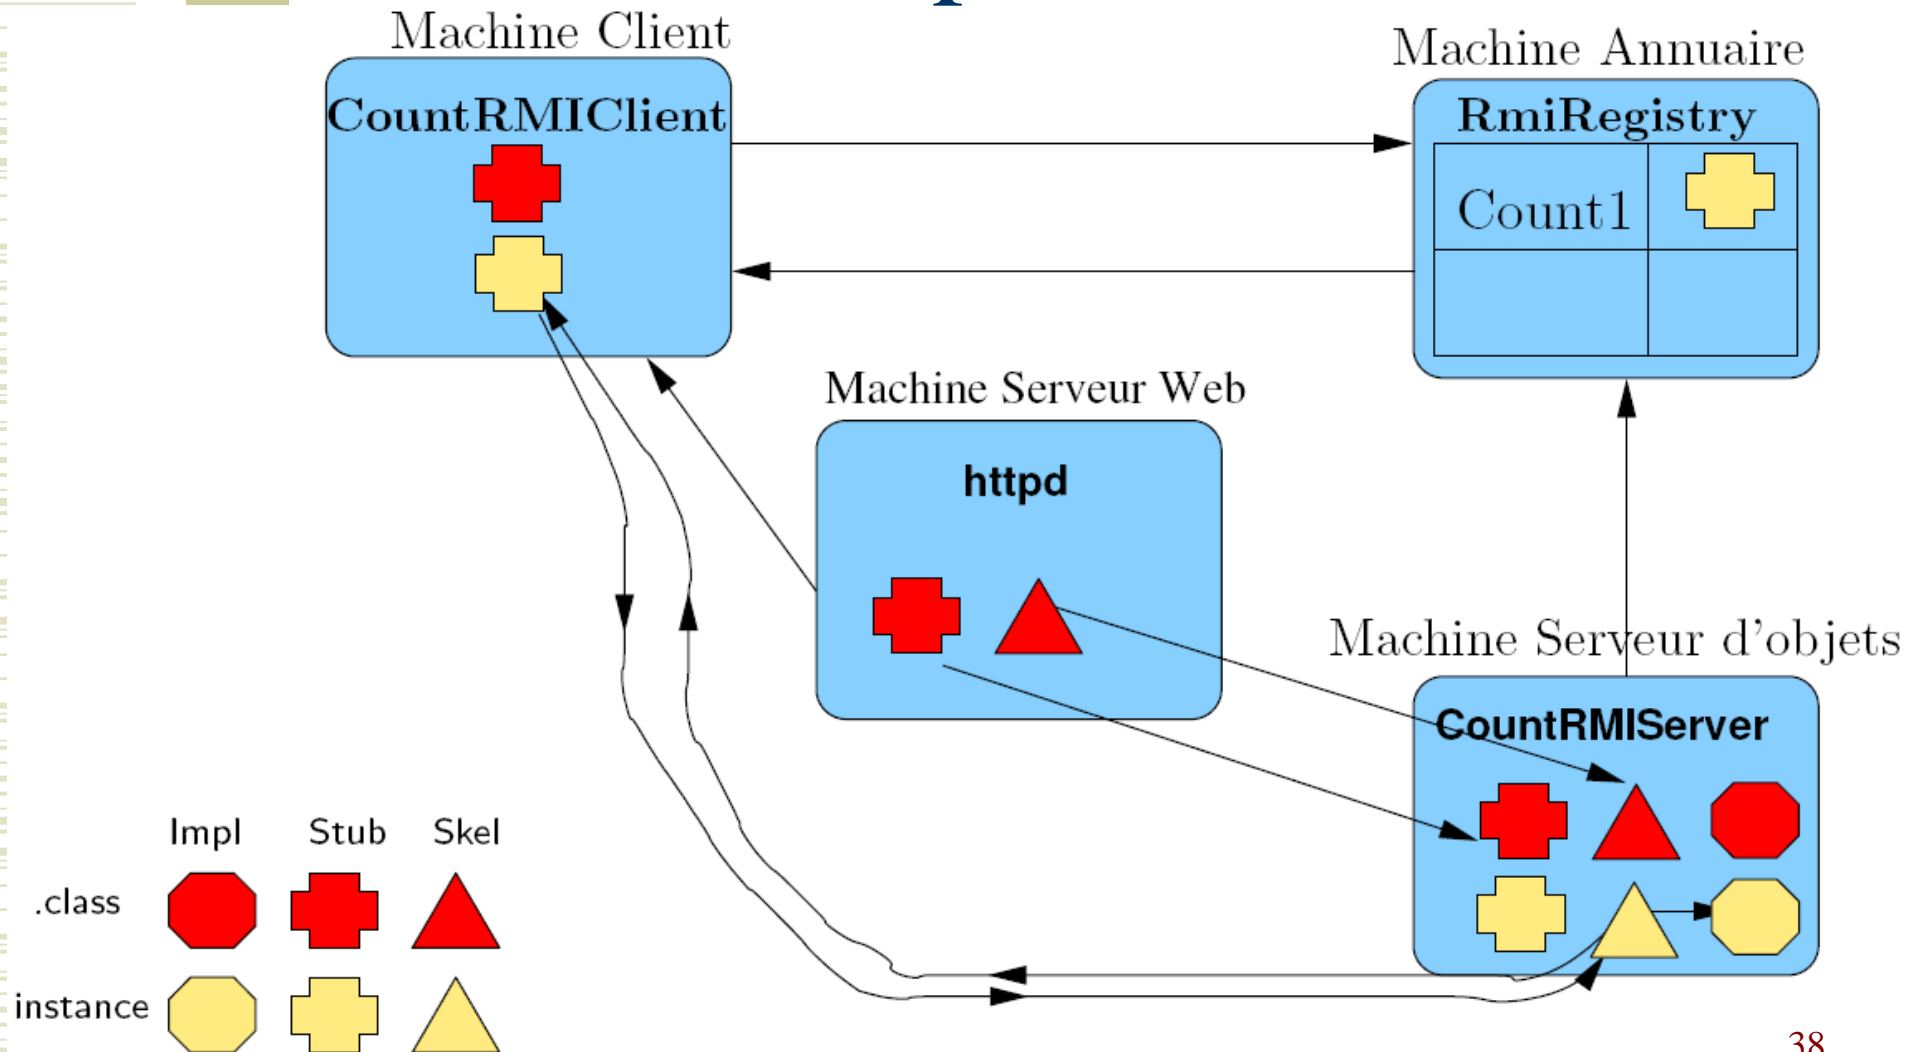 Machine Client
Machine Annuaire
CountRMIClient
RmiRegistry
Count1
Machine Serveur Web
httpd
Machine Serveur d'objets
CountRMIServer
Impl Stub Skel
.class
instance
38